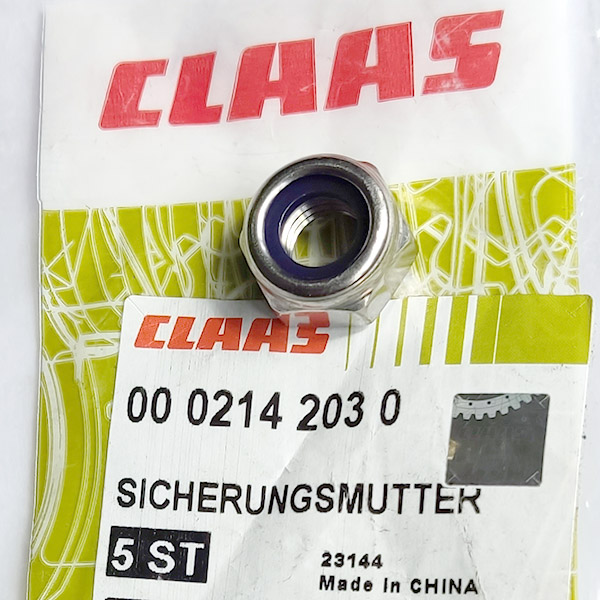 CLAAS
CLAAS
00 0214 203 0
SICHERUNGSMUTTER
5 ST
23144
Made in CHINA